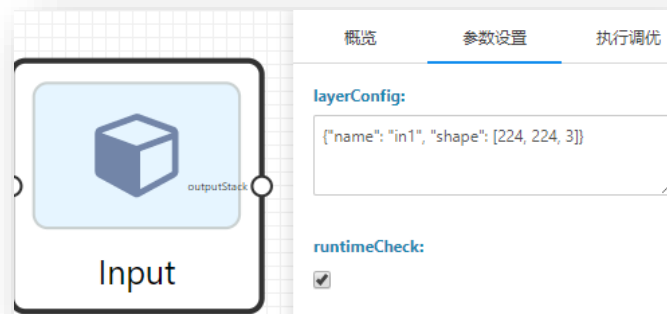 概览 参数设置 执行调优
layerConfig:
{"name": "in1", "shape": [224, 224, 3]}
outputStack
runtimeCheck:
Input